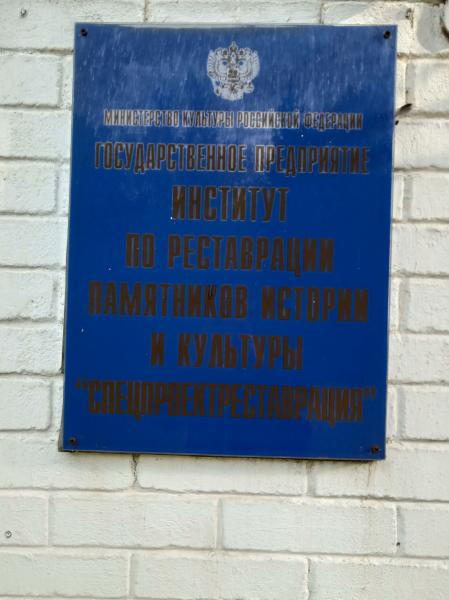 МИНИСТЕРСТВО КУЛЬТУРЫ РОССИЙСКОЙ ФЕДЕРАЦИИ
ГОСУДАРСТВЕННОЕ ПРЕДПРИЯТИЕ
ИНСТИТУТ
ПО РЕСТАВРАЦИИ
ПАМЯТНИКОВ ИСТОРИИ
И КУЛЬТУРЫ
"СПЕЦПРОЕКТРЕСТАВРАЦИЯ"